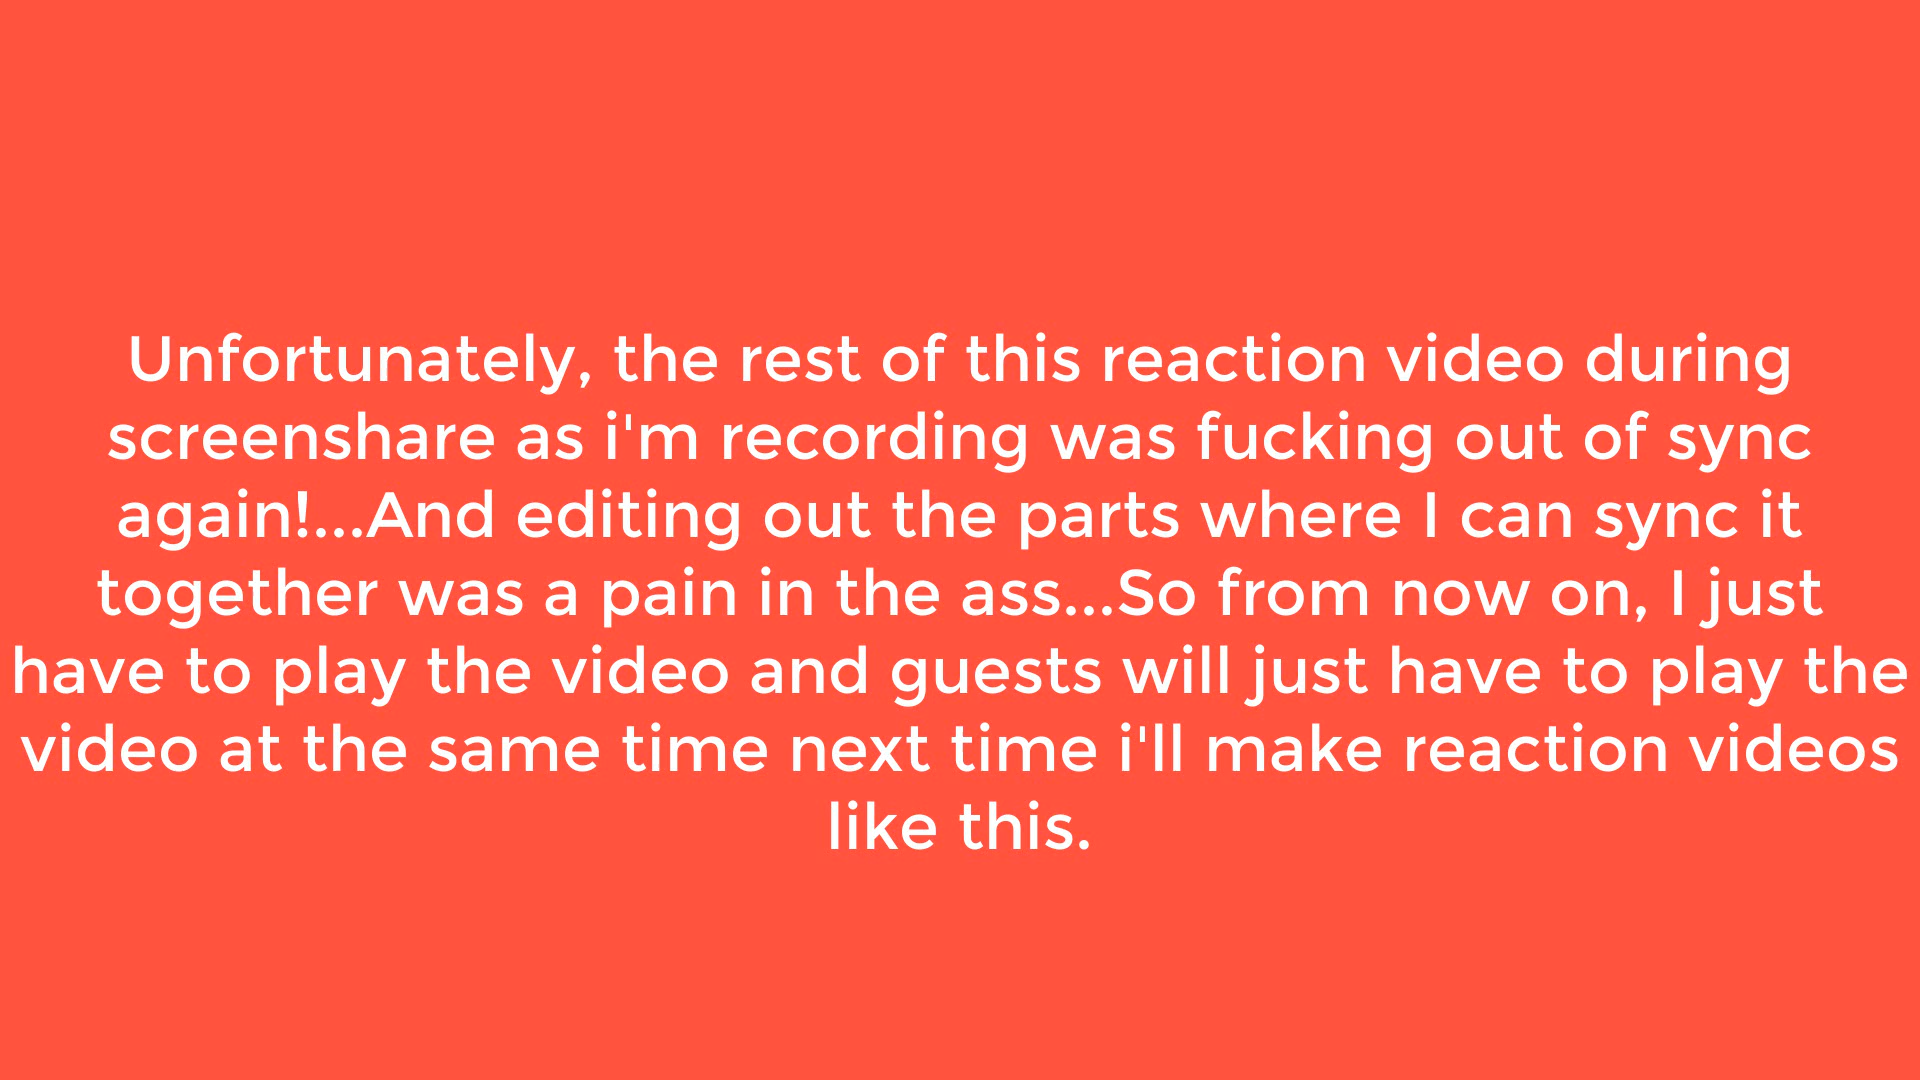 Unfortunately, the rest of this reaction video during
screenshare as i'm recording was fucking out of sync
again!...And editing out the parts where I can sync it
together was a pain in the ass...So from now on, I just
have to play the video and guests will just have to play the
video at the same time next time i'll make reaction videos
like this.